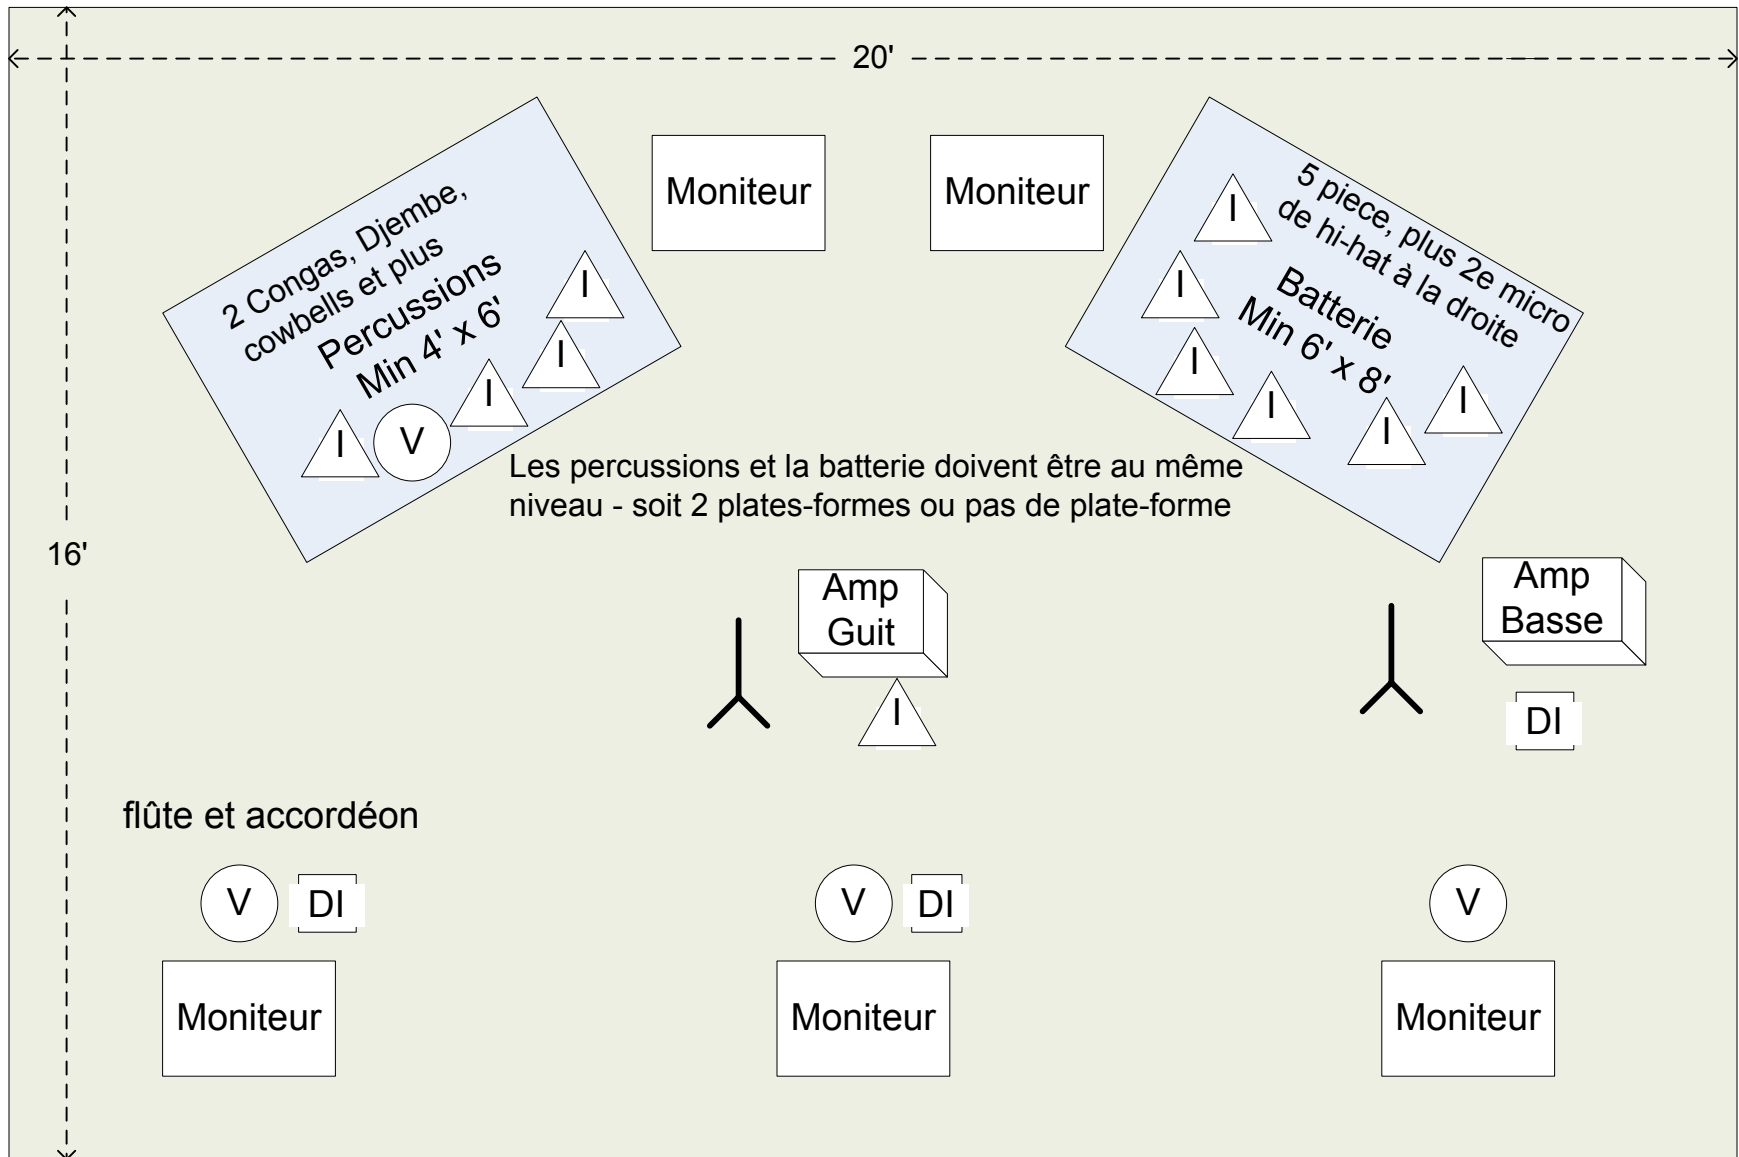 20'
16'
2 Congas, Djembe,
cowbells et plus
Percussions
Min 4' x 6'
I
I
I
I
V
Moniteur
Moniteur
5 piece, plus 2e micro
de hi-hat à la droite
Batterie
Min 6' x 8'
I
I
I
I
I
I
Les percussions et la batterie doivent être au même
niveau - soit 2 plates-formes ou pas de plate-forme
Amp
Guit
I
Amp
Basse
DI
flûte et accordéon
V
DI
V
DI
V
Moniteur
Moniteur
Moniteur